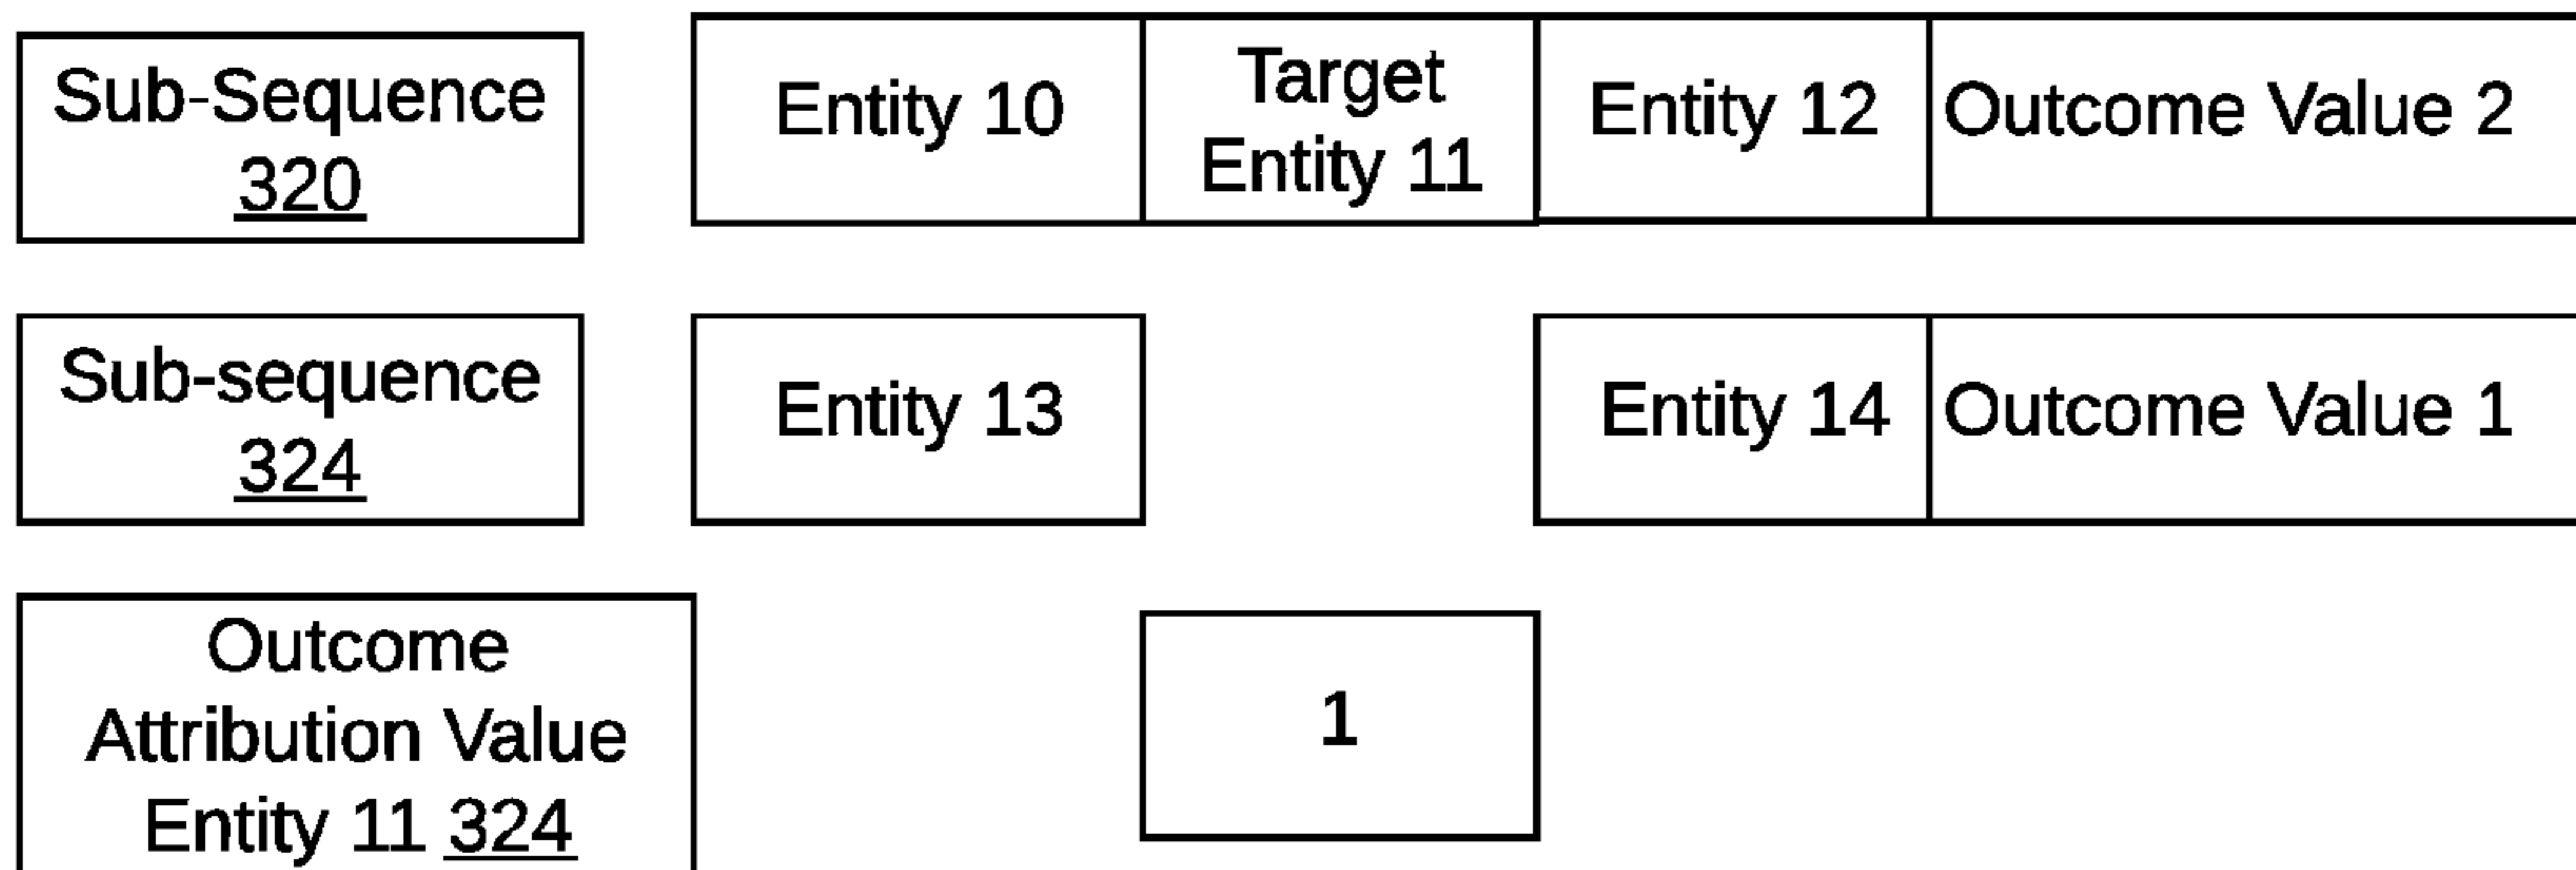 Sub-Sequence
320
Entity 10
Target
Entity 11
Entity 12
Outcome Value 2
Sub-sequence
324
Entity 13
Entity 14
Outcome Value 1
Outcome
Attribution Value
Entity 11 324
1